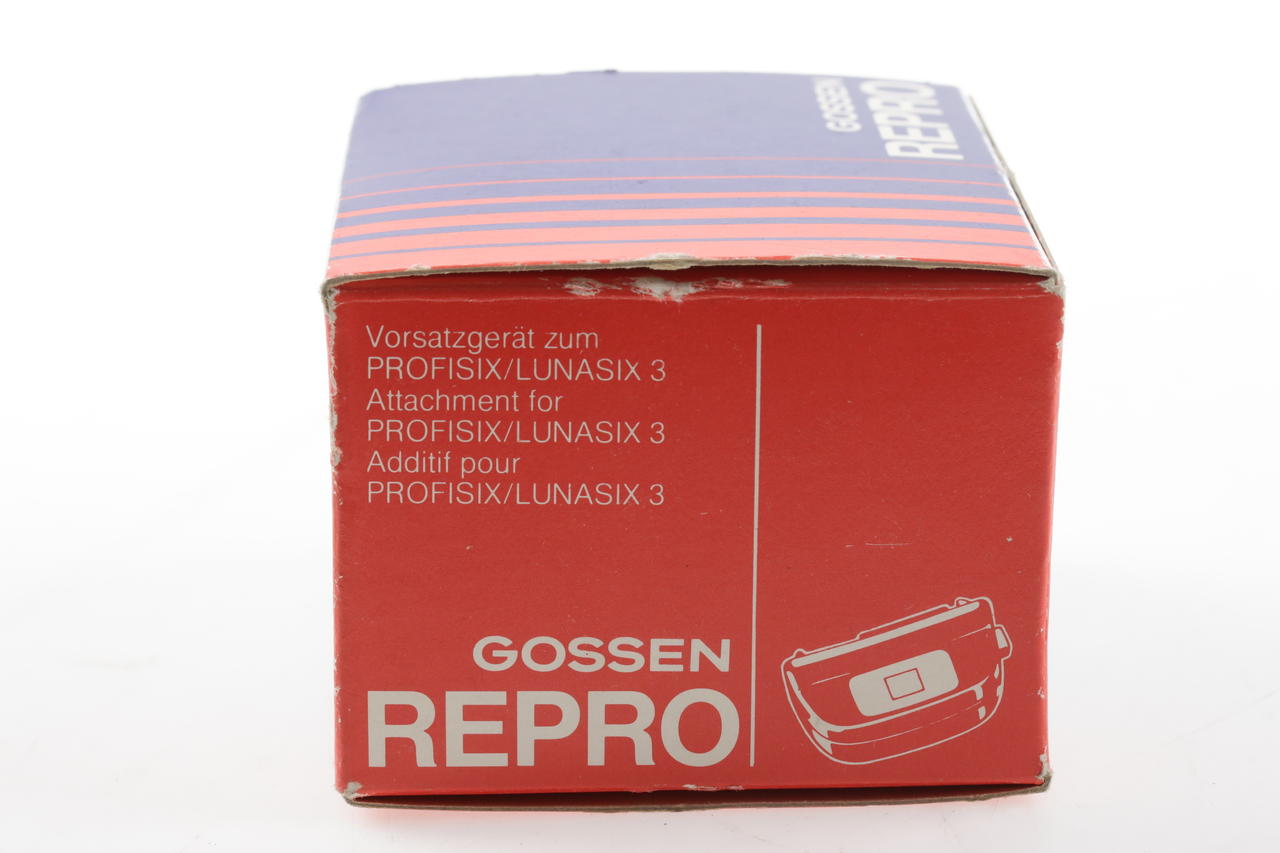 GOSSEN
REPRO
Vorsatzgerät zum
PROFISIX/LUNASIX 3
Attachment for
PROFISIX/LUNASIX 3
Additif pour
PROFISIX/LUNASIX 3
GOSSEN
REPRO